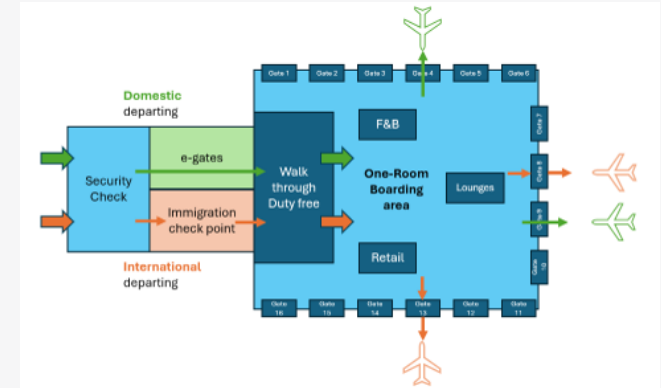 Gate 1
Gate 2
Gate 3
Gate 4
Gate 5
Gate 6
Domestic
departing
F&B
Gate 7
e-gates
Walk
through
Duty free
One-Room
Boarding
area
Gate 8
Security
Check
Lounges
Immigration
check point
Gate 9
Retail
Gate
10
International
departing
Gate
16
Gate
15
Gate
14
Gate
13
Gate
12
Gate
11